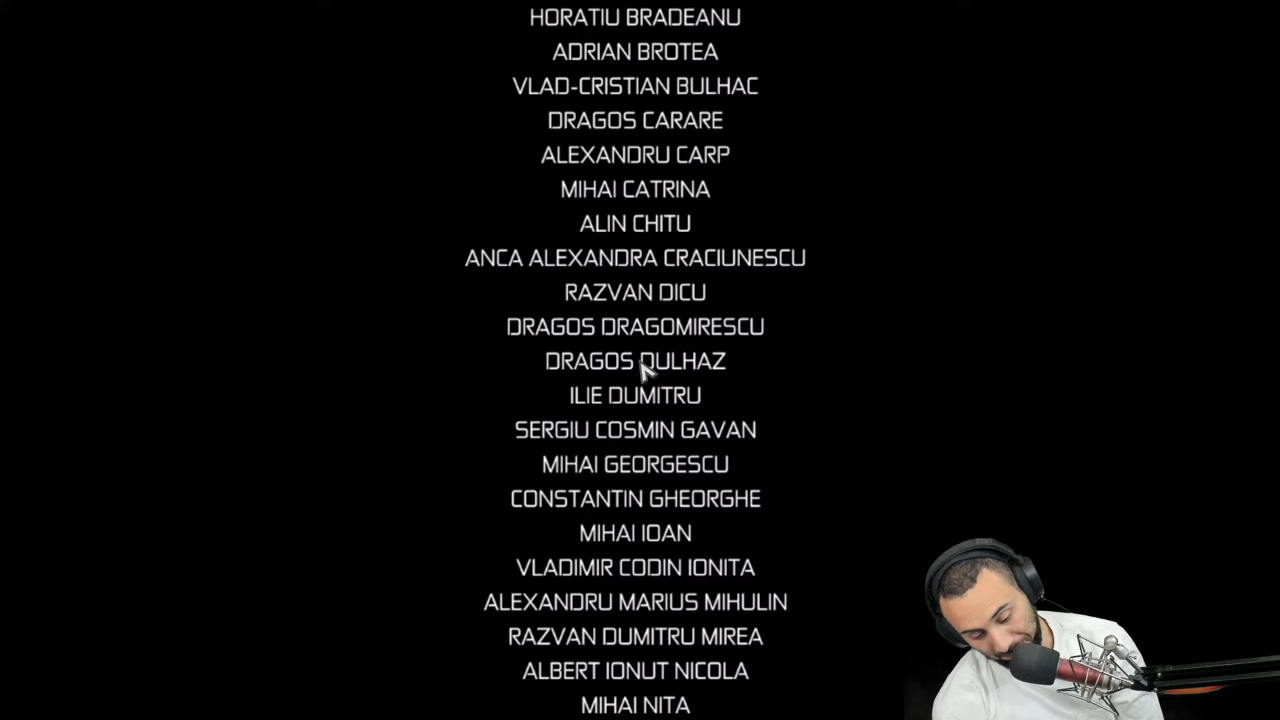 HORATIU BRADEANU
ADRIAN BROTEA
VLAD-CRISTIAN BULHAC
DRAGOS CARARE
ALEXANDRU CARP
MIHAI CATRINA
ALIN CHITU
ANCA ALEXANDRA CRACIUNESCU
RAZVAN DICU
DRAGOS DRAGOMIRESCU
DRAGOS DULHAZ
ILIE DUMITRU
SERGIU COSMIN GAVAN
MIHAI GEORGESCU
CONSTANTIN GHEORGHE
MIHAI IOAN
VLADIMIR CODIN IONITA
ALEXANDRU MARIUS MIHULIN
RAZVAN DUMITRU MIREA
ALBERT IONUT NICOLA
MIHAI NITA